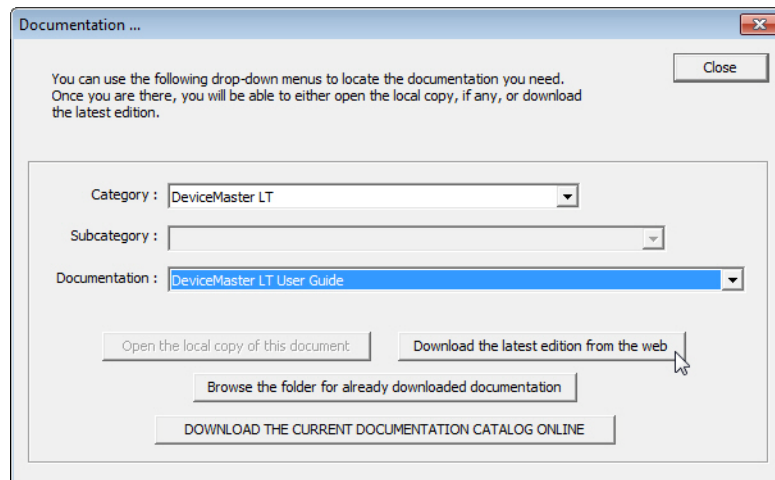 Documentation ...
Close
You can use the following drop-down menus to locate the documentation you need.
Once you are there, you will be able to either open the local copy, if any, or download
the latest edition.
Category : DeviceMaster LT
Subcategory :
Documentation : DeviceMaster LT User Guide
Open the local copy of this document Download the latest edition from the web
Browse the folder for already downloaded documentation
DOWNLOAD THE CURRENT DOCUMENTATION CATALOG ONLINE